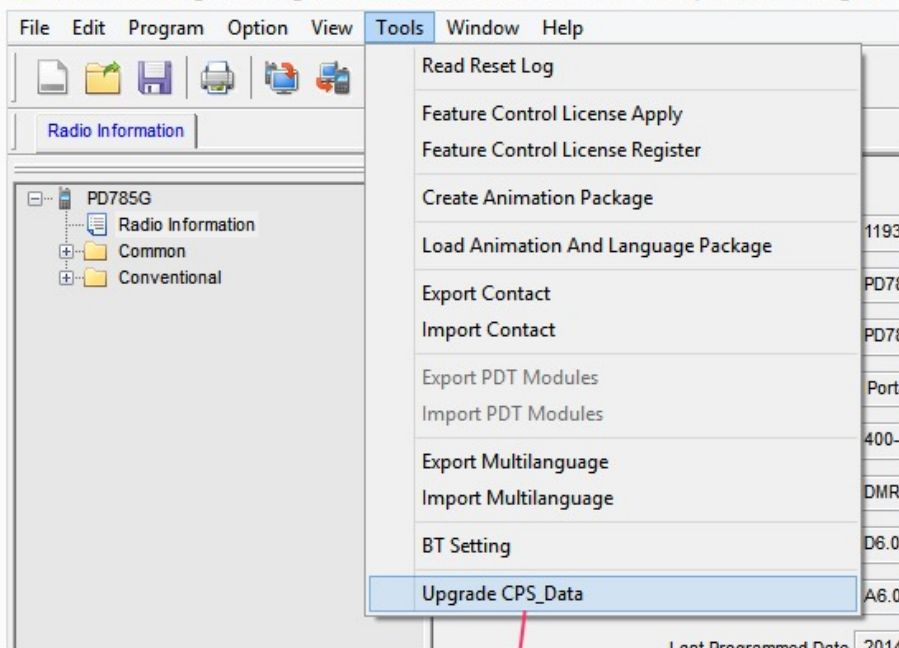 File Edit Program Option View Tools Window Help
Read Reset Log
Feature Control License Apply
Feature Control License Register
Create Animation Package
Load Animation And Language Package
Export Contact
Import Contact
Export PDT Modules
Import PDT Modules
Export Multilanguage
Import Multilanguage
BT Setting
Upgrade CPS_Data
Radio Information
PD785G
Radio Information
Common
Conventional
1193
PD78
PD78
Port
400-
DMR
D6.0
A6.0
Last Programmed Date 2014